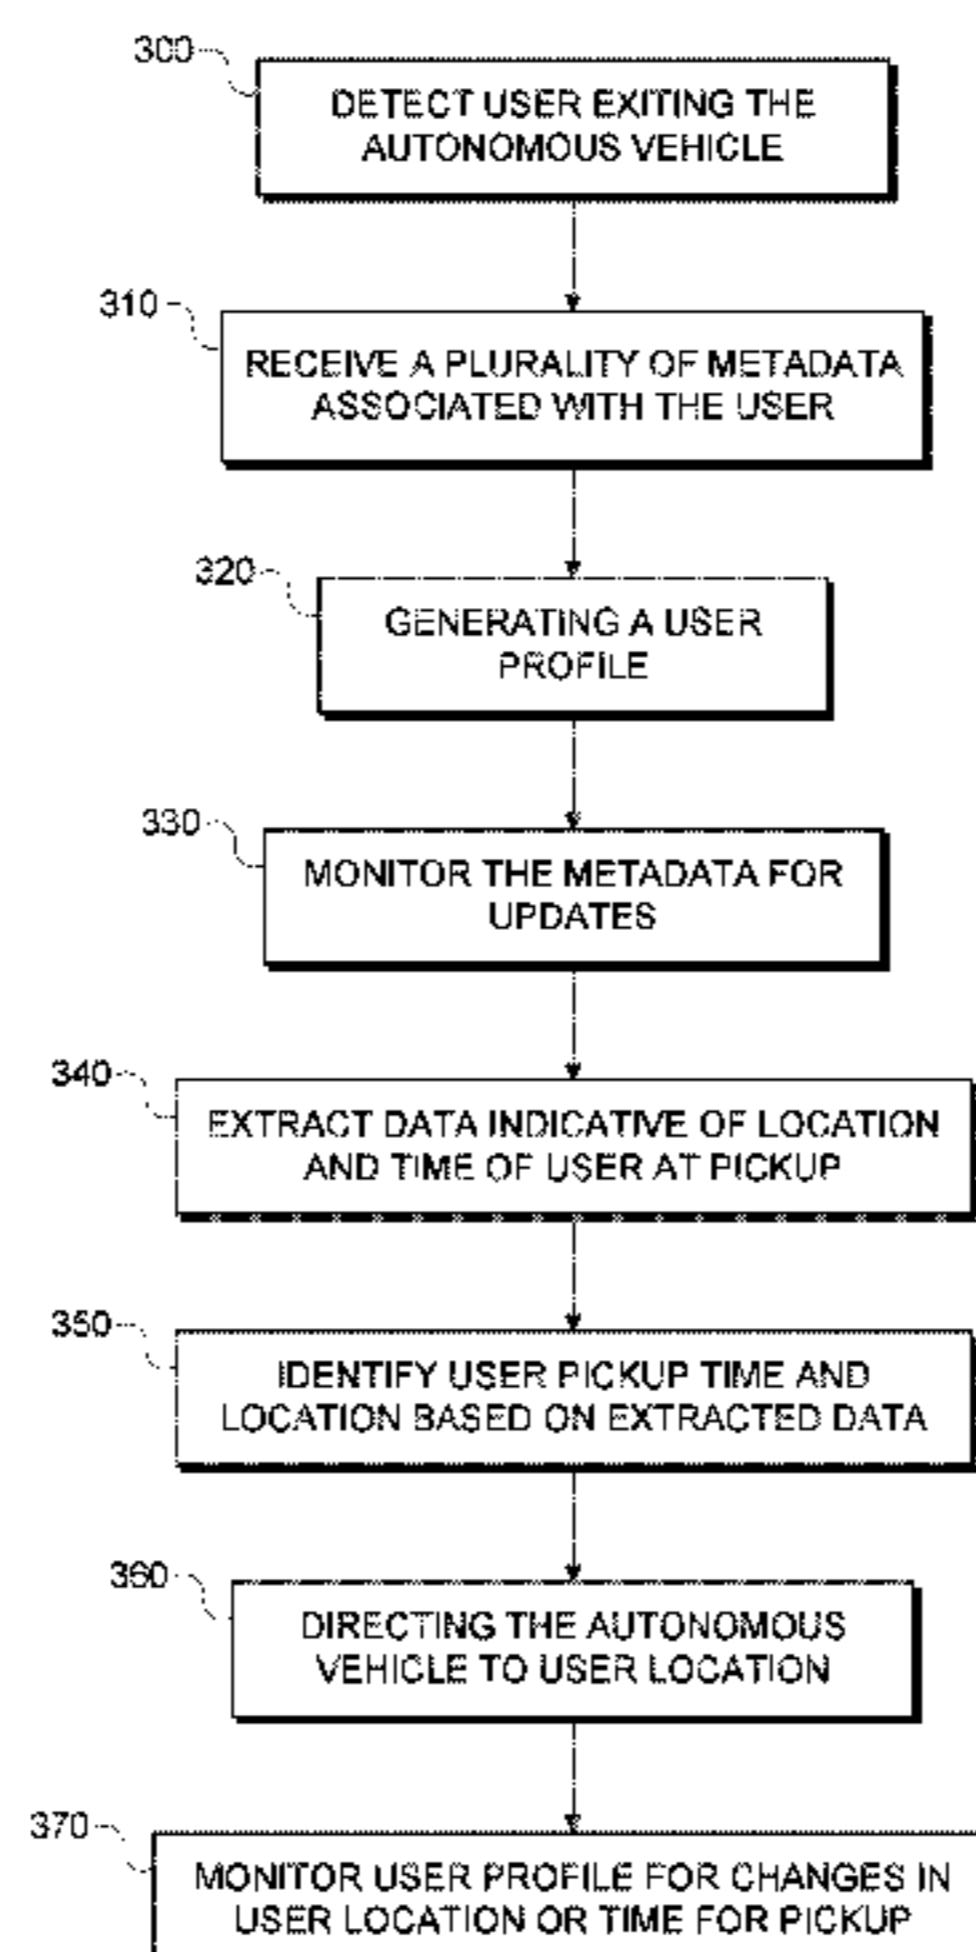 300
DETECT USER EXITING THE
AUTONOMOUS VEHICLE
310
RECEIVE A PLURALITY OF METADATA
ASSOCIATED WITH THE USER
320
GENERATING A USER
PROFILE
330
MONITOR THE METADATA FOR
UPDATES
340
EXTRACT DATA INDICATIVE OF LOCATION
AND TIME OF USER AT PICKUP
350
IDENTIFY USER PICKUP TIME AND
LOCATION BASED ON EXTRACTED DATA
360
DIRECTING THE AUTONOMOUS
VEHICLE TO USER LOCATION
370
MONITOR USER PROFILE FOR CHANGES IN
USER LOCATION OR TIME FOR PICKUP